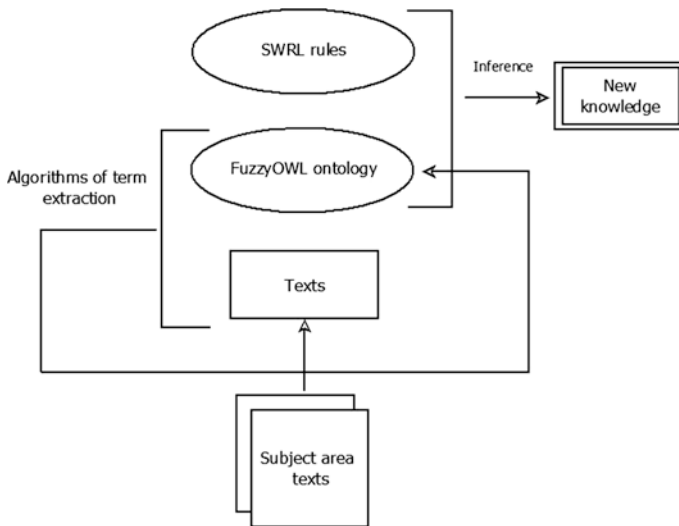 SWRL rules
Inference
New
knowledge
FuzzyOWL ontology
Algorithms of term
extraction
Texts
Subject area
texts